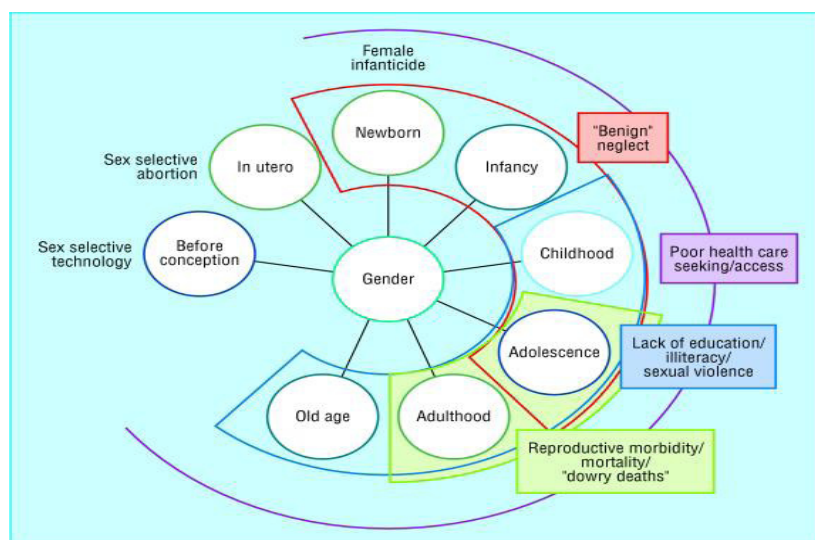 Female
infanticide
Newborn
"Benign"
neglect
Sex selective
abortion
In utero
Infancy
Sex selective
technology
Before
conception
Gender
Childhood
Poor health care
seeking/access
Adolescence
Lack of education/
illiteracy/
sexual violence
Old age
Adulthood
Reproductive morbidity/
mortality/
"dowry deaths"